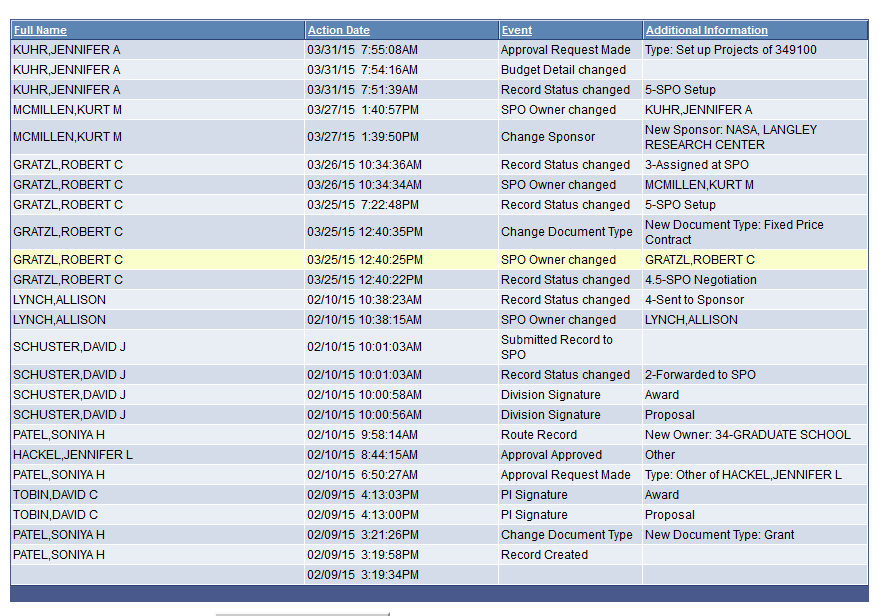 Full Name Action Date Event Additional Information
KUHR,JENNIFER A 03/31/15 7:55:08AM Approval Request Made Type: Set up Projects of 349100
KUHR,JENNIFER A 03/31/15 7:54:16AM Budget Detail changed
KUHR,JENNIFER A 03/31/15 7:51:39AM Record Status changed 5-SPO Setup
MCMILLEN,KURT M 03/27/15 1:40:57PM SPO Owner changed KUHR,JENNIFER A
MCMILLEN,KURT M 03/27/15 1:39:50PM Change Sponsor New Sponsor: NASA, LANGLEY
RESEARCH CENTER
GRATZL,ROBERT C 03/26/15 10:34:36AM Record Status changed 3-Assigned at SPO
GRATZL,ROBERT C 03/26/15 10:34:34AM SPO Owner changed MCMILLEN,KURT M
GRATZL,ROBERT C 03/25/15 7:22:48PM Record Status changed 5-SPO Setup
GRATZL,ROBERT C 03/25/15 12:40:35PM Change Document Type New Document Type: Fixed Price
Contract
GRATZL,ROBERT C 03/25/15 12:40:25PM SPO Owner changed GRATZL,ROBERT C
GRATZL,ROBERT C 03/25/15 12:40:22PM Record Status changed 4.5-SPO Negotiation
LYNCH,ALLISON 02/10/15 10:38:23AM Record Status changed 4-Sent to Sponsor
LYNCH,ALLISON 02/10/15 10:38:15AM SPO Owner changed LYNCH,ALLISON
SCHUSTER,DAVID J 02/10/15 10:01:03AM Submitted Record to
SPO
SCHUSTER,DAVID J 02/10/15 10:01:03AM Record Status changed 2-Forwarded to SPO
SCHUSTER,DAVID J 02/10/15 10:00:58AM Division Signature Award
SCHUSTER,DAVID J 02/10/15 10:00:56AM Division Signature Proposal
PATEL,SONIYA H 02/10/15 9:58:14AM Route Record New Owner: 34-GRADUATE SCHOOL
HACKEL,JENNIFER L 02/10/15 8:44:15AM Approval Approved Other
PATEL,SONIYA H 02/10/15 6:50:27AM Approval Request Made Type: Other of HACKEL,JENNIFER L
TOBIN,DAVID C 02/09/15 4:13:03PM PI Signature Award
TOBIN,DAVID C 02/09/15 4:13:00PM PI Signature Proposal
PATEL,SONIYA H 02/09/15 3:21:26PM Change Document Type New Document Type: Grant
PATEL,SONIYA H 02/09/15 3:19:58PM Record Created
02/09/15 3:19:34PM